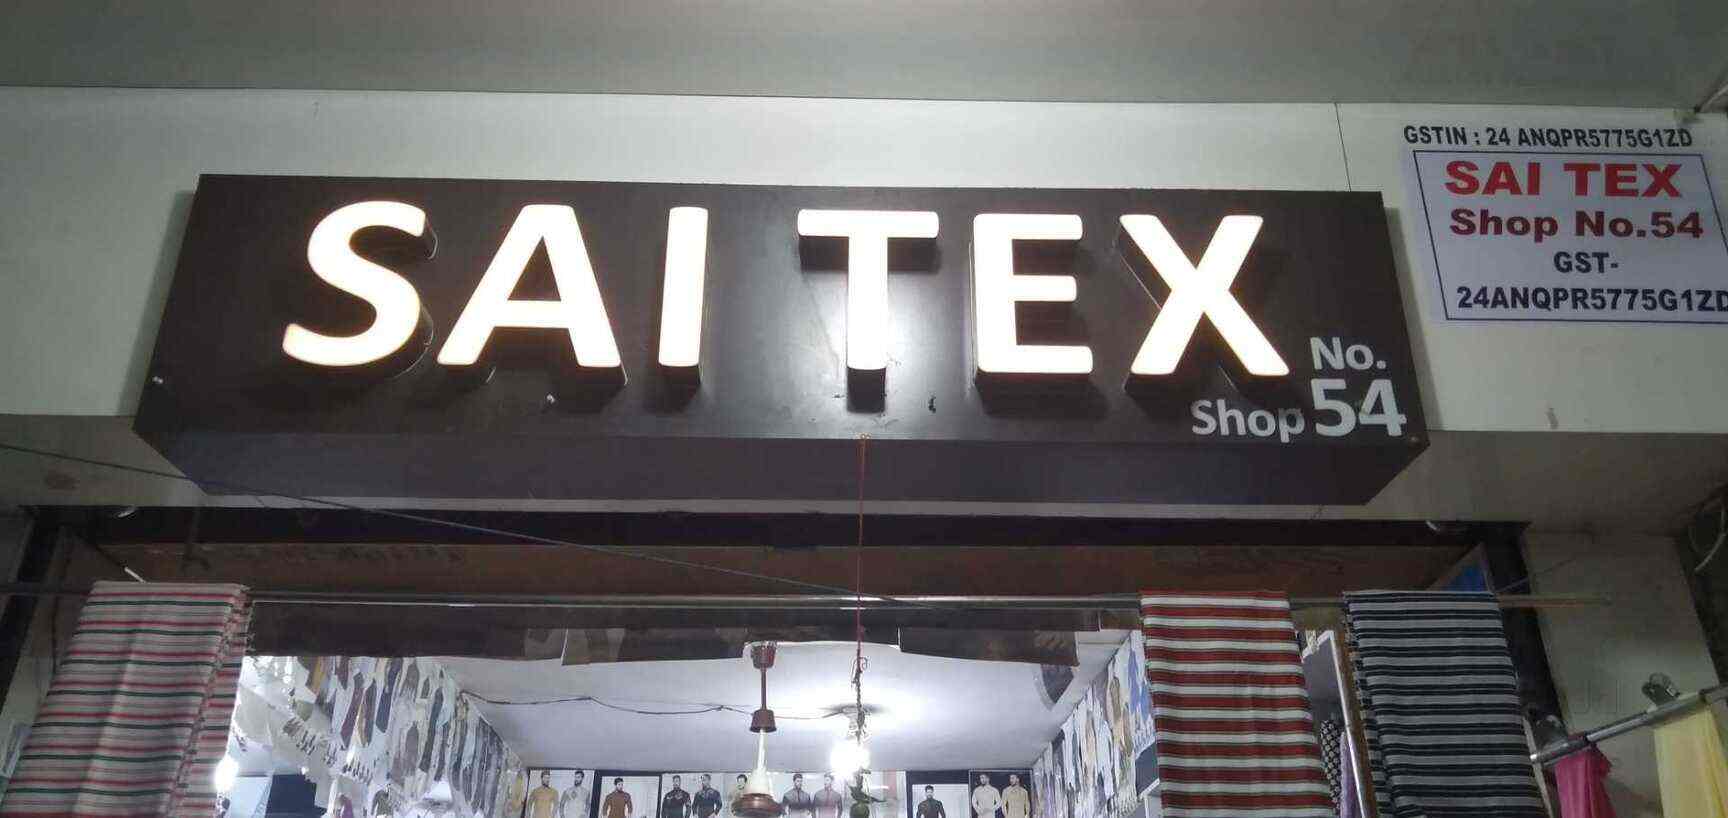 SAI TEX
No.
Shop 54
GSTIN : 24 ANQPR5775G1ZD
SAI TEX
Shop No.54
GST-
24ANQPR5775G1ZD